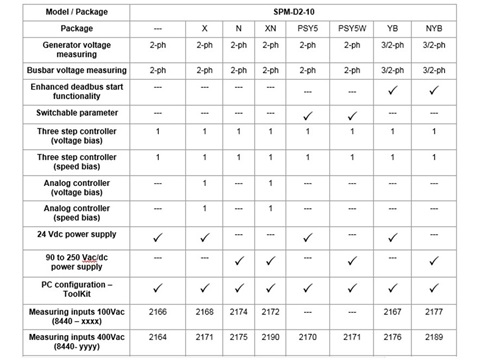 Model / Package SPM-D2-10
Package --- X N XN PSY5 PSY5W YB NYB
Generator voltage
measuring 2-ph 2-ph 2-ph 2-ph 2-ph 2-ph 3/2-ph 3/2-ph
Busbar voltage measuring 2-ph 2-ph 2-ph 2-ph 2-ph 2-ph 3/2-ph 3/2-ph
Enhanced deadbus start
functionality --- --- --- --- --- --- ✓ ✓
Switchable parameter --- --- --- --- ✓ ✓ --- ---
Three step controller
(voltage bias) 1 1 1 1 1 1 1 1
Three step controller
(speed bias) 1 1 1 1 1 1 1 1
Analog controller
(voltage bias) --- 1 --- 1 --- --- --- ---
Analog controller
(speed bias) --- 1 --- 1 --- --- --- ---
24 Vdc power supply ✓ ✓ --- --- ✓ --- ✓ ---
90 to 250 Vac/dc
power supply --- --- ✓ ✓ --- ✓ --- ✓
PC configuration –
ToolKit ✓ ✓ ✓ ✓ ✓ ✓ ✓ ✓
Measuring inputs 100Vac
(8440 – xxxx) 2166 2168 2174 2172 --- --- 2167 2177
Measuring inputs 400Vac
(8440- yyyy) 2164 2171 2175 2190 2170 2171 2176 2189